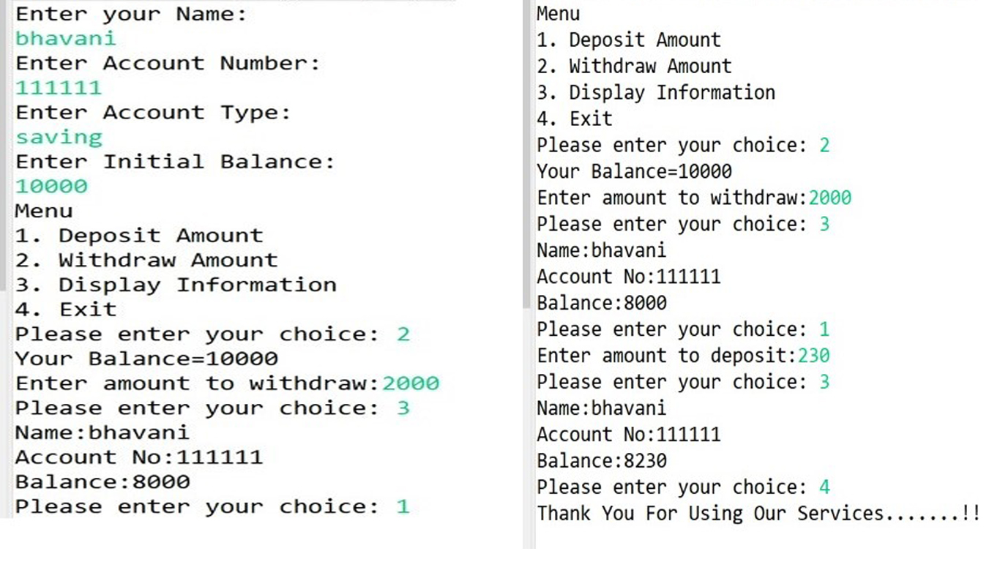 Enter your Name:
bhavani
Enter Account Number:
111111
Enter Account Type:
saving
Enter Initial Balance:
10000
Menu
1. Deposit Amount
2. Withdraw Amount
3. Display Information
4. Exit
Please enter your choice: 2
Your Balance=10000
Enter amount to withdraw:2000
Please enter your choice: 3
Name:bhavani
Account No:111111
Balance:8000
Please enter your choice: 1
Menu
1. Deposit Amount
2. Withdraw Amount
3. Display Information
4. Exit
Please enter your choice: 2
Your Balance=10000
Enter amount to withdraw:2000
Please enter your choice: 3
Name:bhavani
Account No:111111
Balance:8000
Please enter your choice: 1
Enter amount to deposit:230
Please enter your choice: 3
Name:bhavani
Account No:111111
Balance:8230
Please enter your choice: 4
Thank You For Using Our Services.......!!